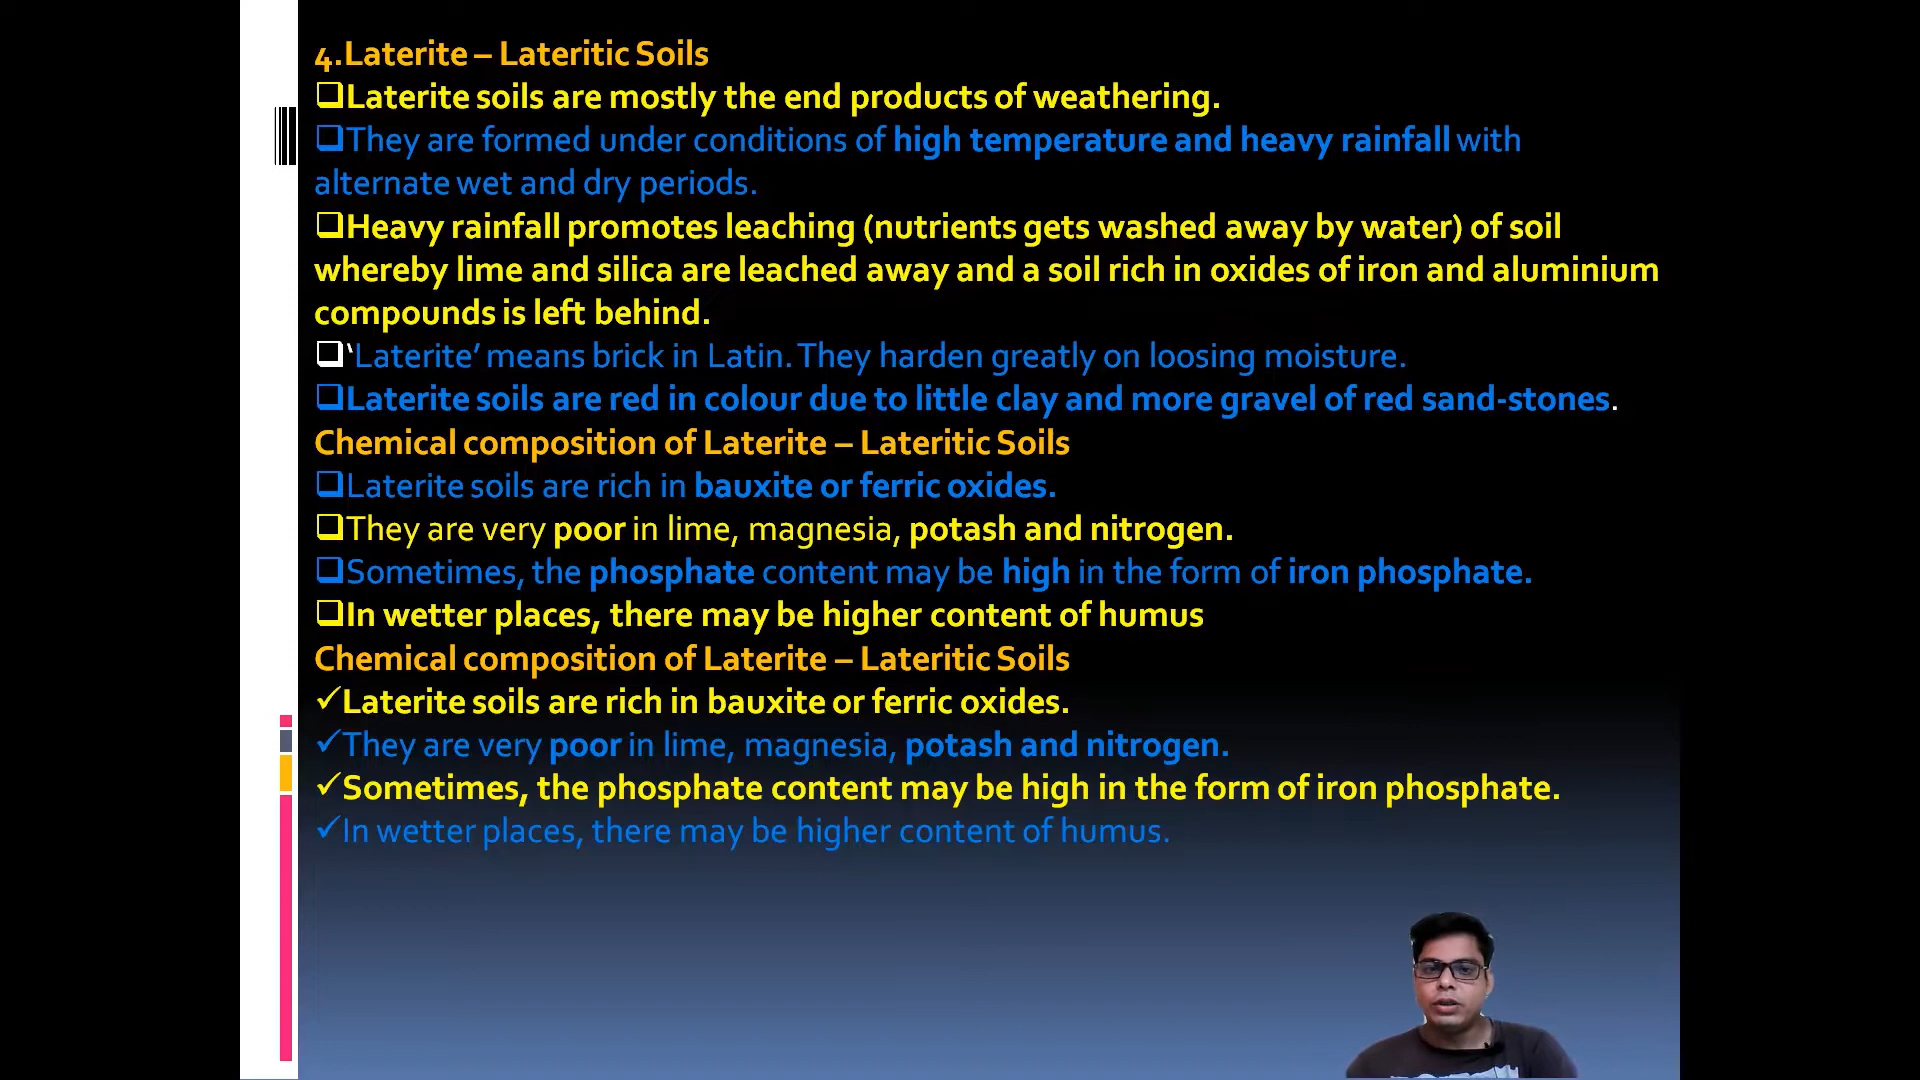 4.Laterite – Lateritic Soils
❑Laterite soils are mostly the end products of weathering.
❑They are formed under conditions of high temperature and heavy rainfall with
alternate wet and dry periods.
❑Heavy rainfall promotes leaching (nutrients gets washed away by water) of soil
whereby lime and silica are leached away and a soil rich in oxides of iron and aluminium
compounds is left behind.
❑‘Laterite’ means brick in Latin. They harden greatly on loosing moisture.
❑Laterite soils are red in colour due to little clay and more gravel of red sand-stones.
Chemical composition of Laterite – Lateritic Soils
❑Laterite soils are rich in bauxite or ferric oxides.
❑They are very poor in lime, magnesia, potash and nitrogen.
❑Sometimes, the phosphate content may be high in the form of iron phosphate.
❑In wetter places, there may be higher content of humus
Chemical composition of Laterite – Lateritic Soils
✓Laterite soils are rich in bauxite or ferric oxides.
✓They are very poor in lime, magnesia, potash and nitrogen.
✓Sometimes, the phosphate content may be high in the form of iron phosphate.
✓In wetter places, there may be higher content of humus.